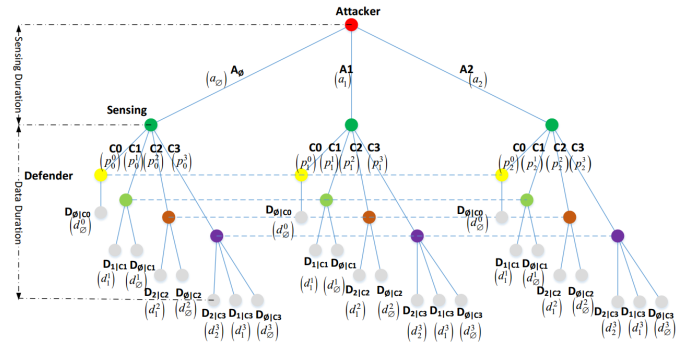 Attacker
Sensing Duration
A∅ A1 A2
(a∅) (a₁) (a₂)
Sensing
C0 C1 C2 C3 C0 C1 C2 C3 C0 C1 C2 C3
(p₀⁰) (p₀¹) (p₀²) (p₀³) (p₁⁰) (p₁¹) (p₁²) (p₁³) (p₂⁰) (p₂¹) (p₂²) (p₂³)
Defender
Data Duration
D∅|C0 D∅|C0 D∅|C0
(d∅⁰) (d∅⁰) (d∅⁰)
D1|C1 D∅|C1 D1|C1 D∅|C1 D1|C1 D∅|C1
(d₁¹) (d∅¹) (d₁¹) (d∅¹) (d₁¹) (d∅¹)
D2|C2 D∅|C2 D2|C2 D∅|C2 D2|C2 D∅|C2
(d₁²) (d∅²) (d₁²) (d∅²) (d₁²) (d∅²)
D2|C3 D1|C3 D∅|C3 D2|C3 D1|C3 D∅|C3 D2|C3 D1|C3 D∅|C3
(d₂³) (d₁³) (d∅³) (d₂³) (d₁³) (d∅³) (d₂³) (d₁³) (d∅³)